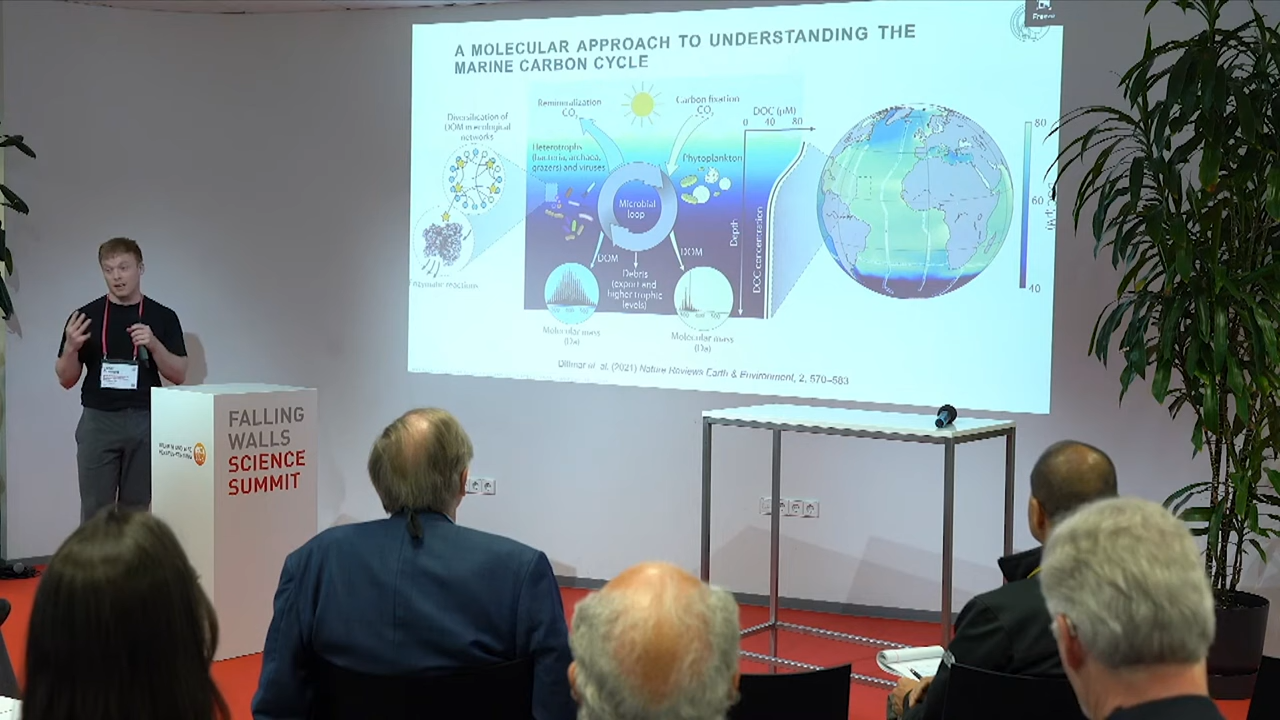 A MOLECULAR APPROACH TO UNDERSTANDING THE
MARINE CARBON CYCLE
Diversification of
DOM in ecological
networks
Enzymatic reactions
Remineralization
CO₂
Carbon fixation
CO₂
Heterotrophs
(bacteria, archaea,
grazers) and viruses
Phytoplankton
Microbial
loop
DOM
DOM
Debris
(export and
higher trophic
levels)
Molecular mass
(Da)
Molecular mass
(Da)
DOC (µM)
0 40 80
Depth
DOC concentration
80
60
40
Dittmar et al. (2021) Nature Reviews Earth & Environment, 2, 570–583
FALLING
WALLS
SCIENCE
SUMMIT